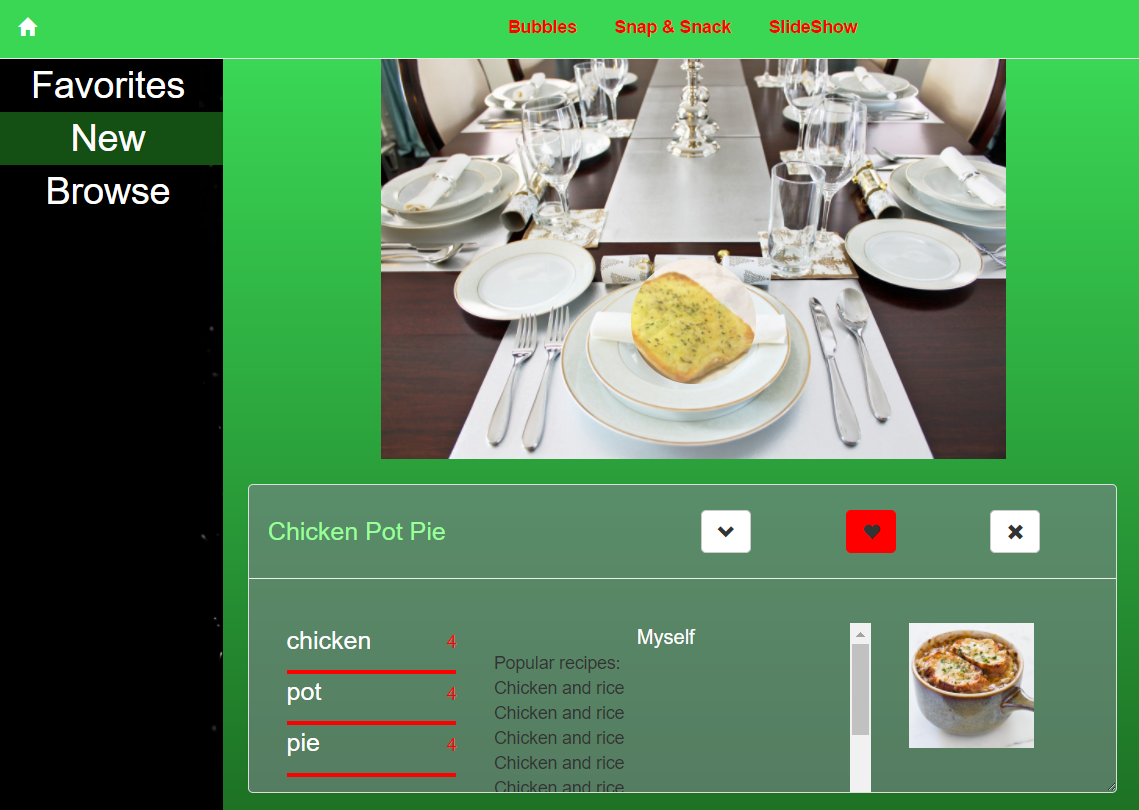 Bubbles Snap & Snack SlideShow
Favorites
New
Browse
Chicken Pot Pie
chicken 4
pot 4
pie 4
Myself
Popular recipes:
Chicken and rice
Chicken and rice
Chicken and rice
Chicken and rice
Chicken and rice